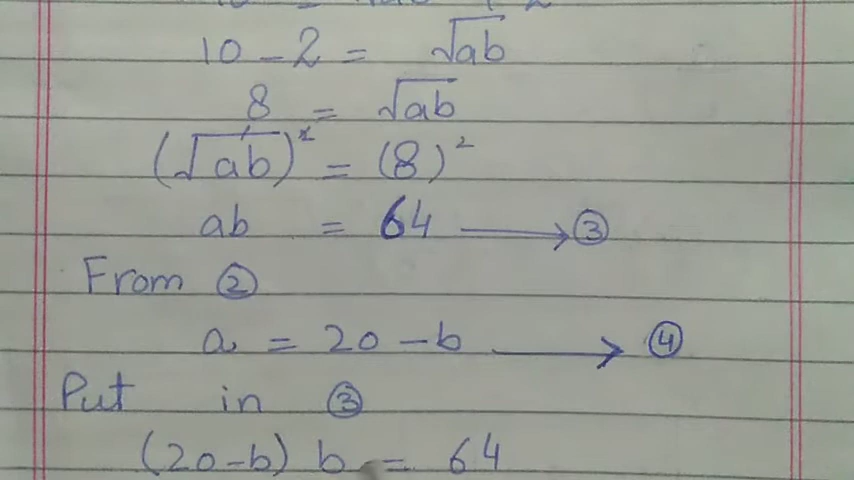 10 - 2 = √ab
8 = √ab
(√ab)² = (8)²
ab = 64 → ③
From ②
a = 20 - b → ④
Put in ③
(20-b) b = 64